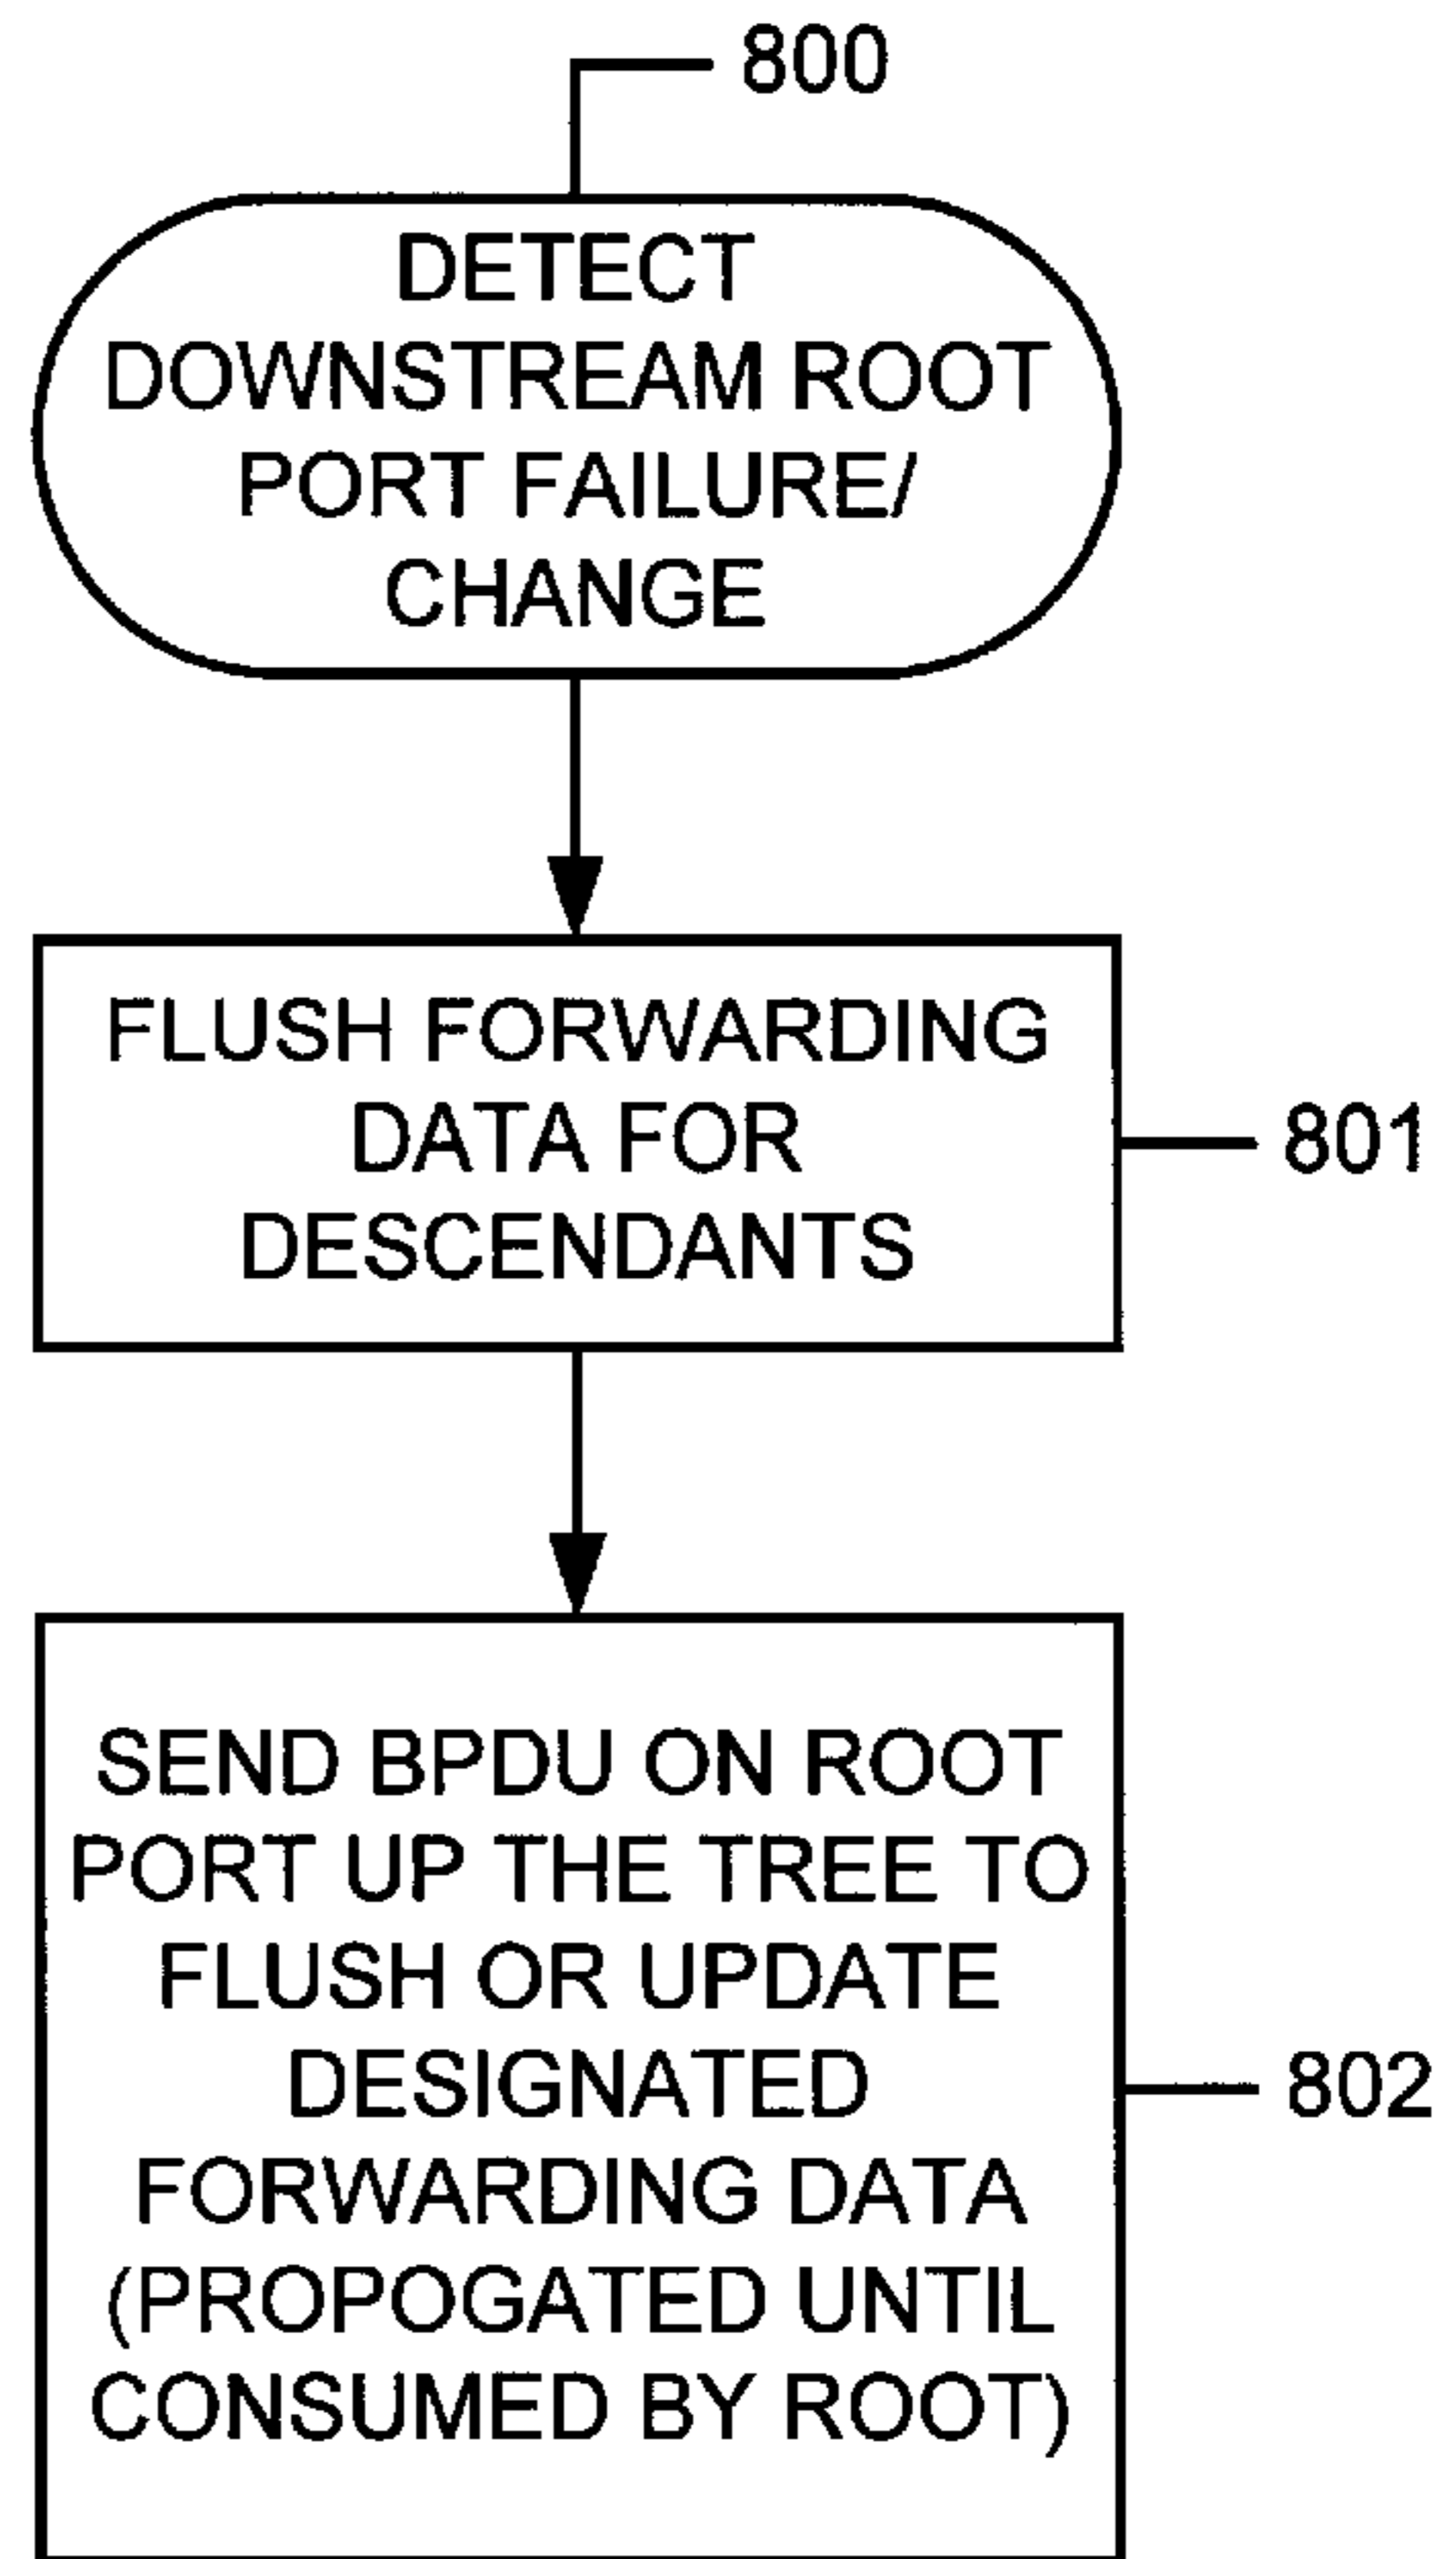 800
DETECT
DOWNSTREAM ROOT
PORT FAILURE/
CHANGE
FLUSH FORWARDING
DATA FOR
DESCENDANTS
801
SEND BPDU ON ROOT
PORT UP THE TREE TO
FLUSH OR UPDATE
DESIGNATED
FORWARDING DATA
(PROPOGATED UNTIL
CONSUMED BY ROOT)
802